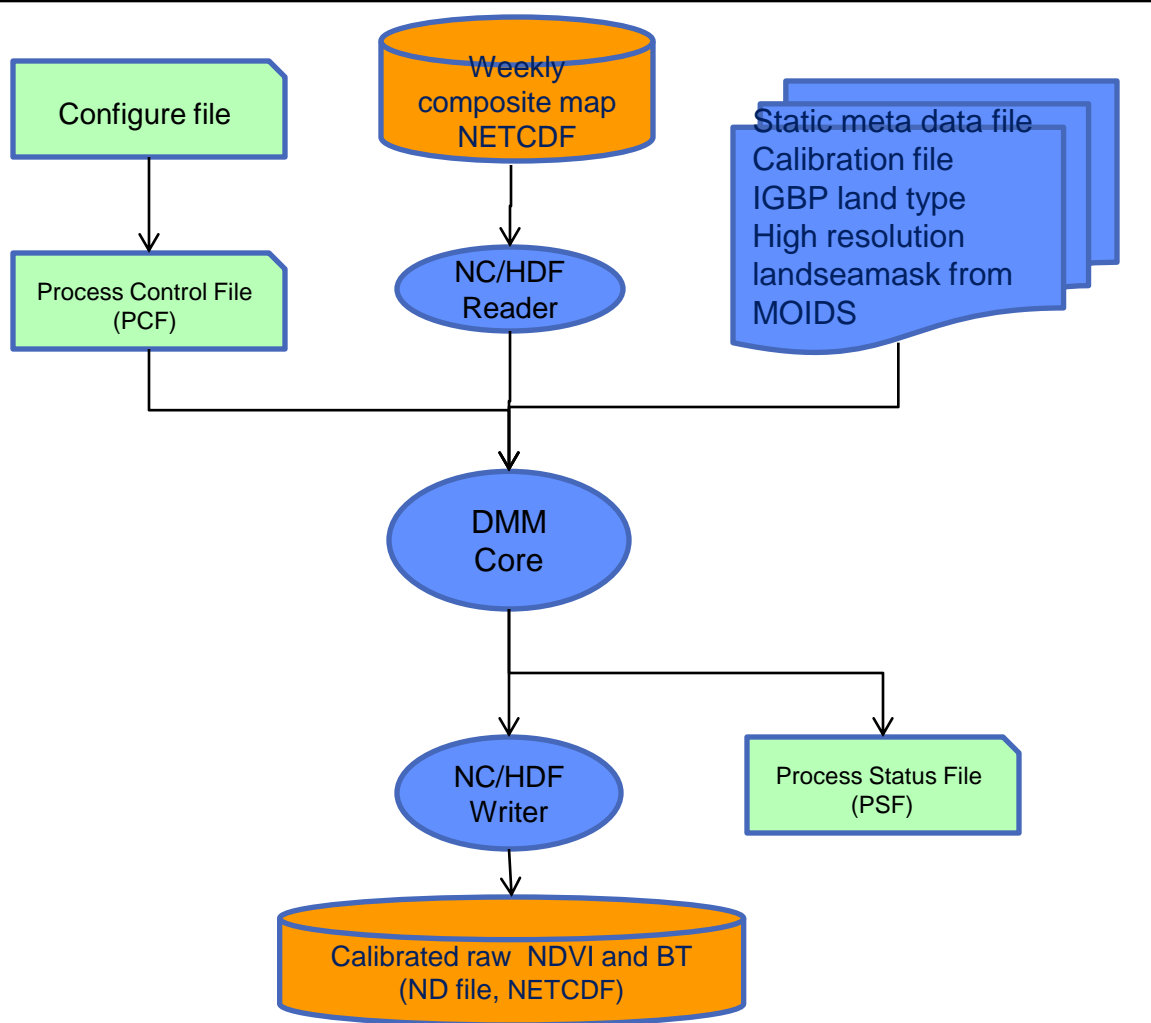 Configure file
Weekly
composite map
NETCDF
Static meta data file
Calibration file
IGBP land type
High resolution
landseamask from
MOIDS
Process Control File
(PCF)
NC/HDF
Reader
DMM
Core
NC/HDF
Writer
Process Status File
(PSF)
Calibrated raw  NDVI and BT
(ND file, NETCDF)